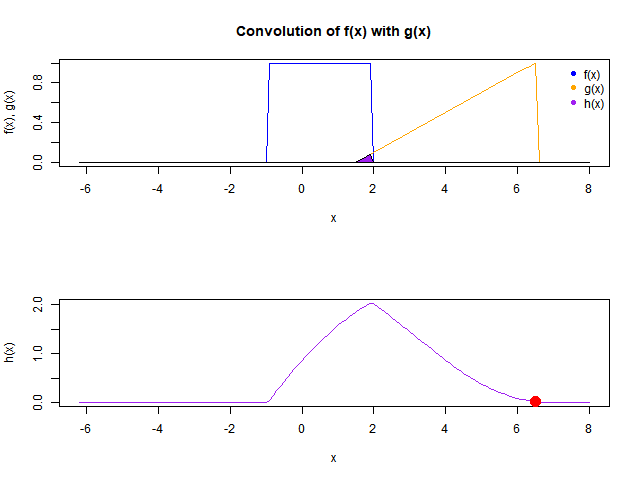 Convolution of f(x) with g(x)
f(x), g(x)
0.0 0.4 0.8
f(x)
g(x)
h(x)
-6 -4 -2 0 2 4 6 8
x
h(x)
0.0 1.0 2.0
-6 -4 -2 0 2 4 6 8
x